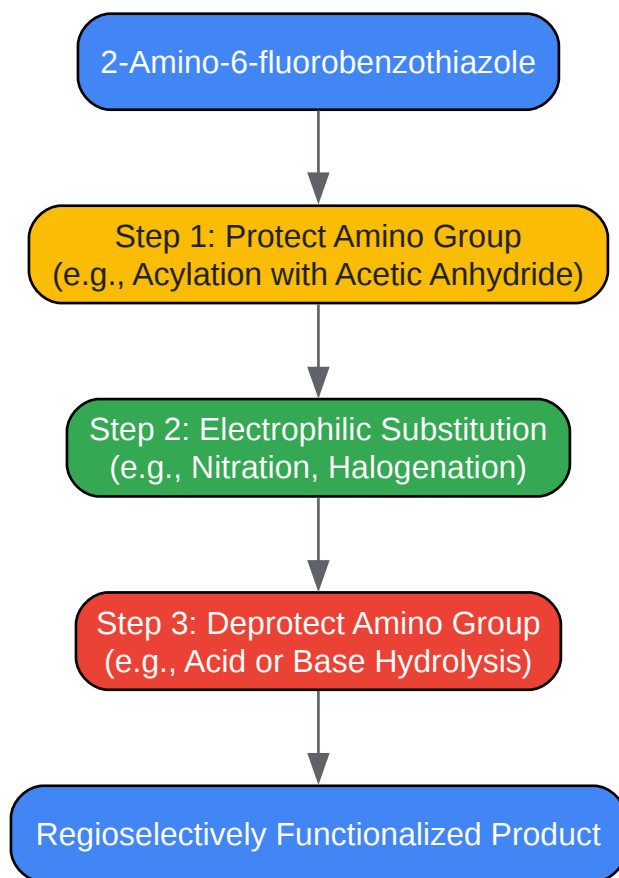 2-Amino-6-fluorobenzothiazole
Step 1: Protect Amino Group
(e.g., Acylation with Acetic Anhydride)
Step 2: Electrophilic Substitution
(e.g., Nitration, Halogenation)
Step 3: Deprotect Amino Group
(e.g., Acid or Base Hydrolysis)
Regioselectively Functionalized Product